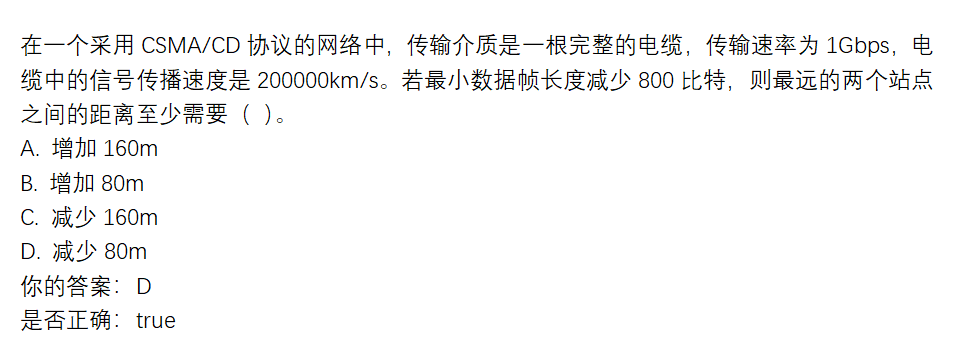 在一个采用 CSMA/CD 协议的网络中，传输介质是一根完整的电缆，传输速率为 1Gbps，电
缆中的信号传播速度是 200000km/s。若最小数据帧长度减少 800 比特，则最远的两个站点
之间的距离至少需要（ ）。
A. 增加 160m
B. 增加 80m
C. 减少 160m
D. 减少 80m
你的答案：D
是否正确：true